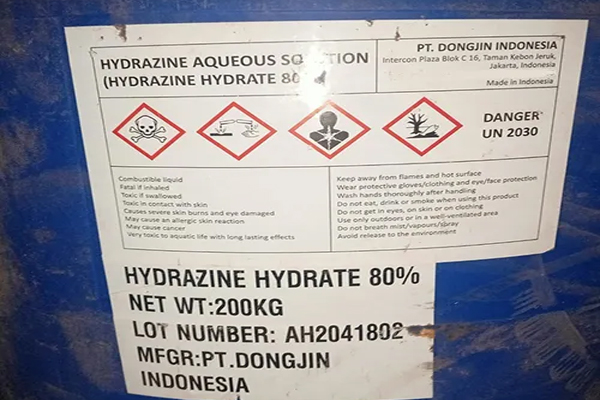 HYDRAZINE AQUEOUS SOLUTION
(HYDRAZINE HYDRATE 80
PT. DONGJIN INDONESIA
Intercon Plaza Blok C 16, Taman Kebon Jeruk,
Jakarta, Indonesia
Made in Indonesia
DANGER
UN 2030
Combustible liquid
Fatal if inhaled
Toxic if swallowed
Toxic in contact with skin
Causes severe skin burns and eye damaged
May cause an allergic skin reaction
May cause cancer
Very toxic to aquatic life with long lasting effects
Keep away from flames and hot surface
Wear protective gloves/clothing and eye/face protection
Wash hands thoroughly after handling
Do not eat, drink or smoke when using this product
Do not get in eyes, on skin or on clothing
Use only outdoors or in a well-ventilated area
Do not breath mist/vapours/spray
Avoid release to the environment
HYDRAZINE HYDRATE 80%
NET WT:200KG
LOT NUMBER: AH2041802
MFGR:PT.DONGJIN
INDONESIA